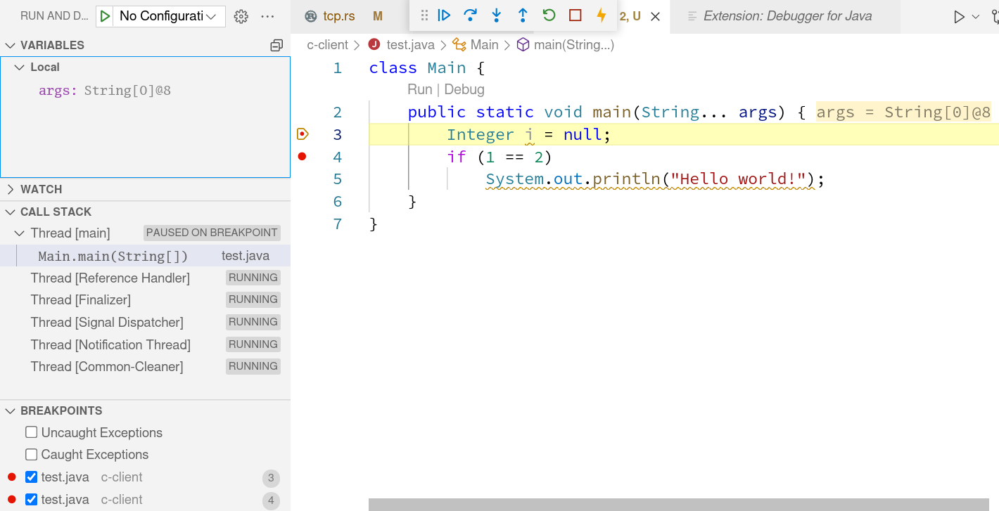 RUN AND D... No Configurati ...
VARIABLES
Local
args: String[0]@8
WATCH
CALL STACK
Thread [main] PAUSED ON BREAKPOINT
Main.main(String[]) test.java
Thread [Reference Handler] RUNNING
Thread [Finalizer] RUNNING
Thread [Signal Dispatcher] RUNNING
Thread [Notification Thread] RUNNING
Thread [Common-Cleaner] RUNNING
BREAKPOINTS
Uncaught Exceptions
Caught Exceptions
test.java c-client 3
test.java c-client 4
tcp.rs M 2, U Extension: Debugger for Java
c-client > J test.java > Main > main(String...)
1 class Main {
Run | Debug
2 public static void main(String... args) { args = String[0]@8
3 Integer i = null;
4 if (1 == 2)
5 System.out.println("Hello world!");
6 }
7 }